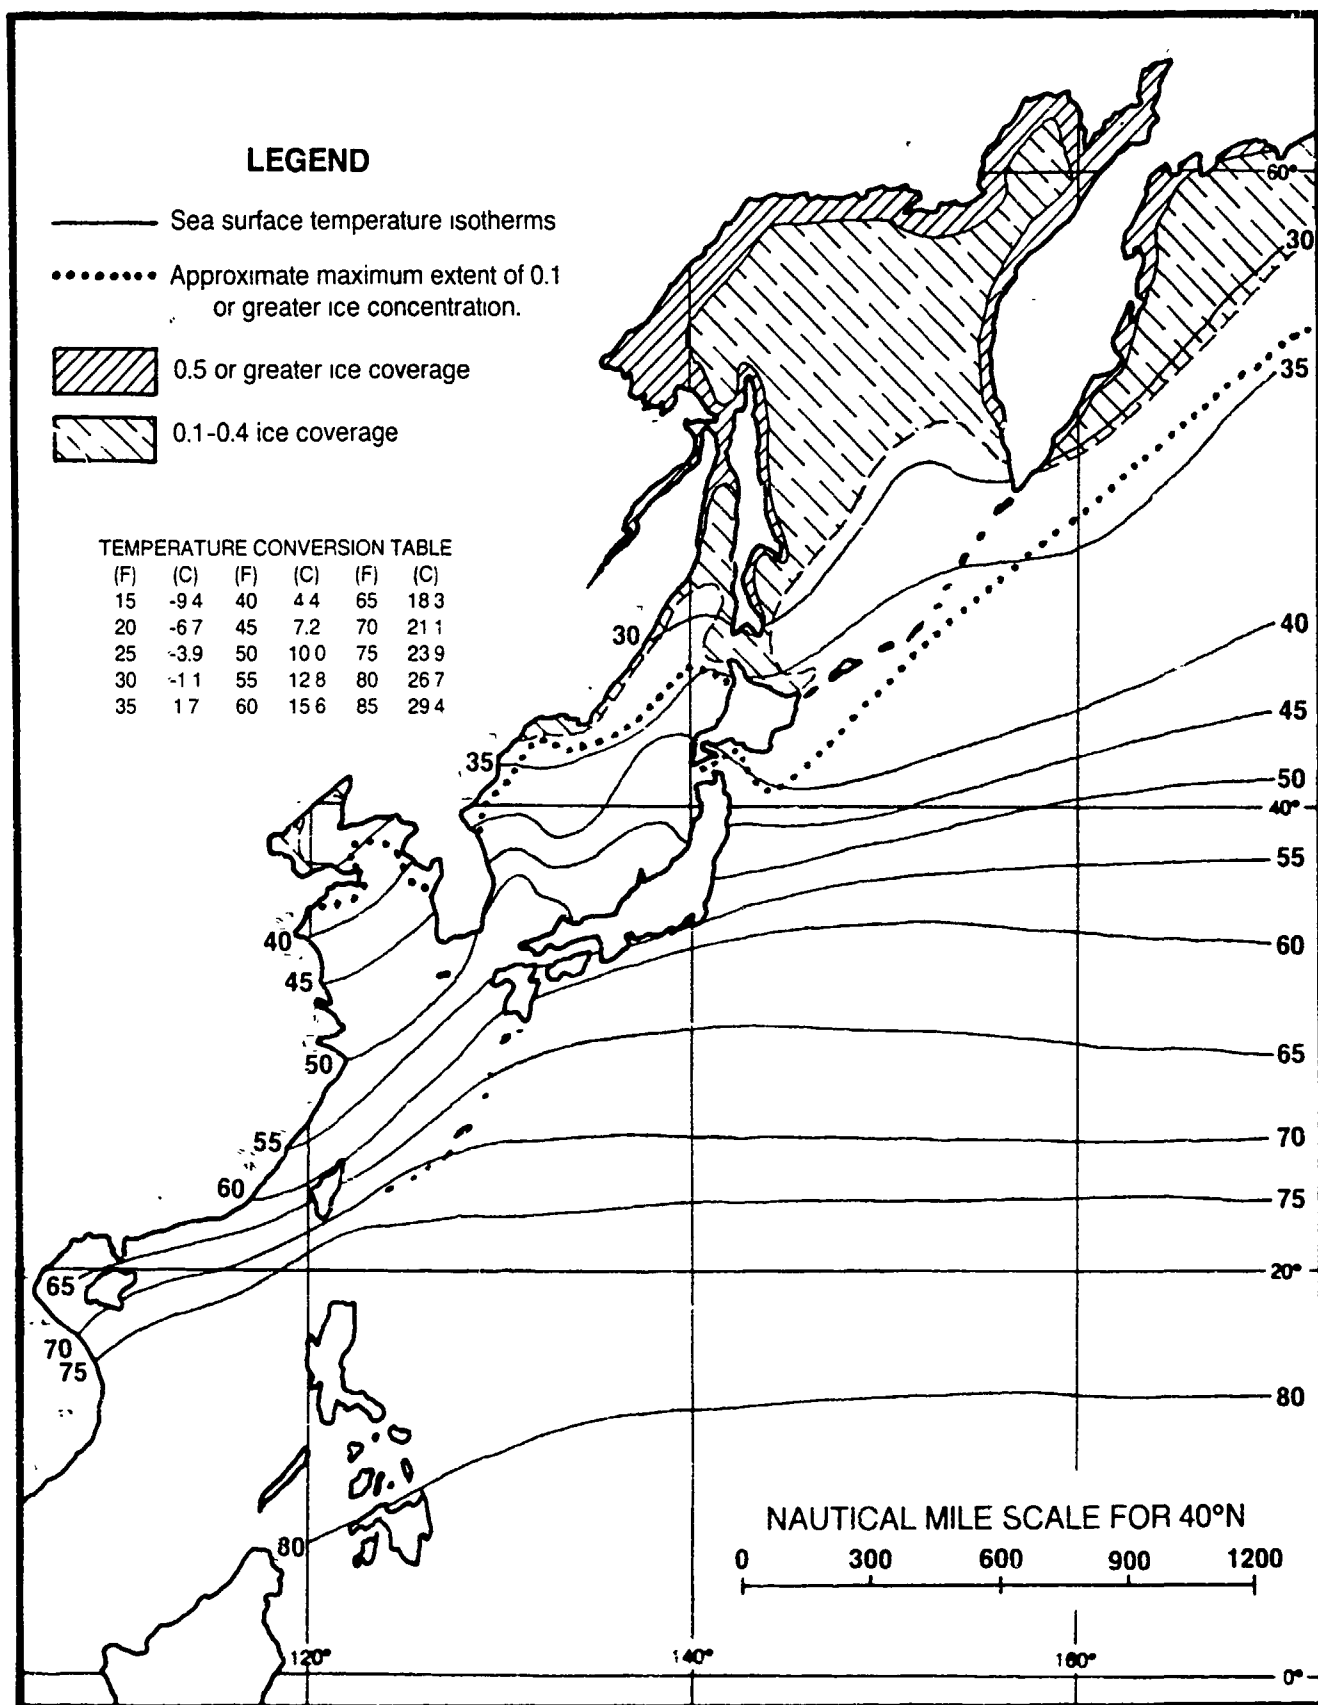 LEGEND
Sea surface temperature isotherms
Approximate maximum extent of 0.1
or greater ice concentration.
0.5 or greater ice coverage
0.1-0.4 ice coverage
TEMPERATURE CONVERSION TABLE
(F) (C) (F) (C) (F) (C)
15 -9 4 40 4 4 65 18 3
20 -6 7 45 7.2 70 21 1
25 -3.9 50 10 0 75 23 9
30 -1 1 55 12 8 80 26 7
35 1 7 60 15 6 85 29 4
60°
30
35
30
40
45
35
50
40°
55
40
60
45
50
65
55
70
60
75
65
20°
70
75
80
NAUTICAL MILE SCALE FOR 40°N
80
0 300 600 900 1200
120° 140° 160°
0°